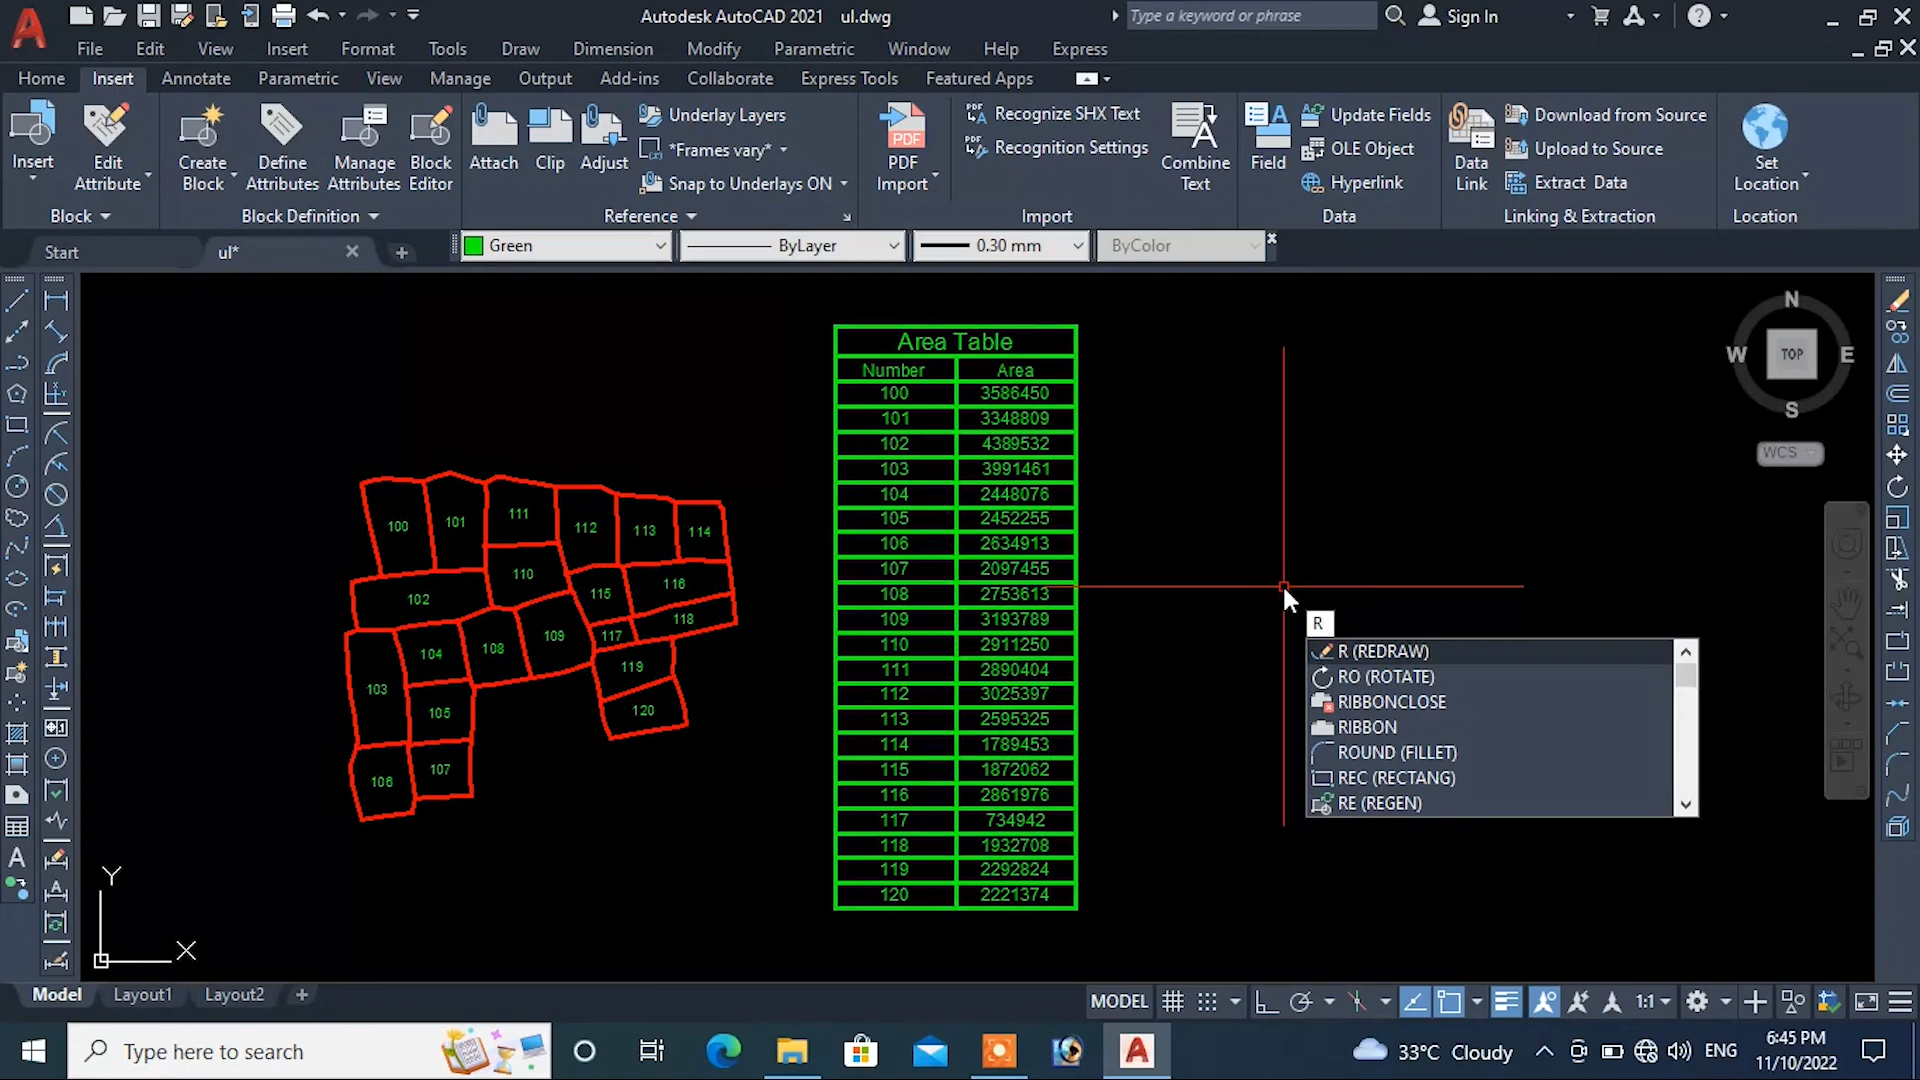 Autodesk AutoCAD 2021 ul.dwg
Type a keyword or phrase
Sign In
File Edit View Insert Format Tools Draw Dimension Modify Parametric Window Help Express
Home Insert Annotate Parametric View Manage Output Add-ins Collaborate Express Tools Featured Apps
Insert
Edit Attribute
Create Block
Define Attributes
Manage Attributes
Block Editor
Attach
Clip
Adjust
Underlay Layers
*Frames vary*
Snap to Underlays ON
PDF
PDF Import
PDF Recognize SHX Text
PDF Recognition Settings
Combine Text
Field
Update Fields
OLE Object
Hyperlink
Data Link
Download from Source
Upload to Source
Extract Data
Set Location
Block Block Definition Reference Import Data Linking & Extraction Location
Start ul*
Green ByLayer 0.30 mm ByColor
Area Table
Number Area
100 3586450
101 3348809
102 4389532
103 3991461
104 2448076
105 2452255
106 2634913
107 2097455
108 2753613
109 3193789
110 2911250
111 2890404
112 3025397
113 2595325
114 1789453
115 1872062
116 2861976
117 734942
118 1932708
119 2292824
120 2221374
100 101 111 112 113 114
110 115 116
102 118
104 108 109 117
103 119
105 120
106 107
N
W TOP E
S
WCS
R
R (REDRAW)
RO (ROTATE)
RIBBONCLOSE
RIBBON
ROUND (FILLET)
REC (RECTANG)
RE (REGEN)
Y
X
Model Layout1 Layout2
MODEL 1:1
Type here to search
33°C Cloudy
ENG
6:45 PM
11/10/2022